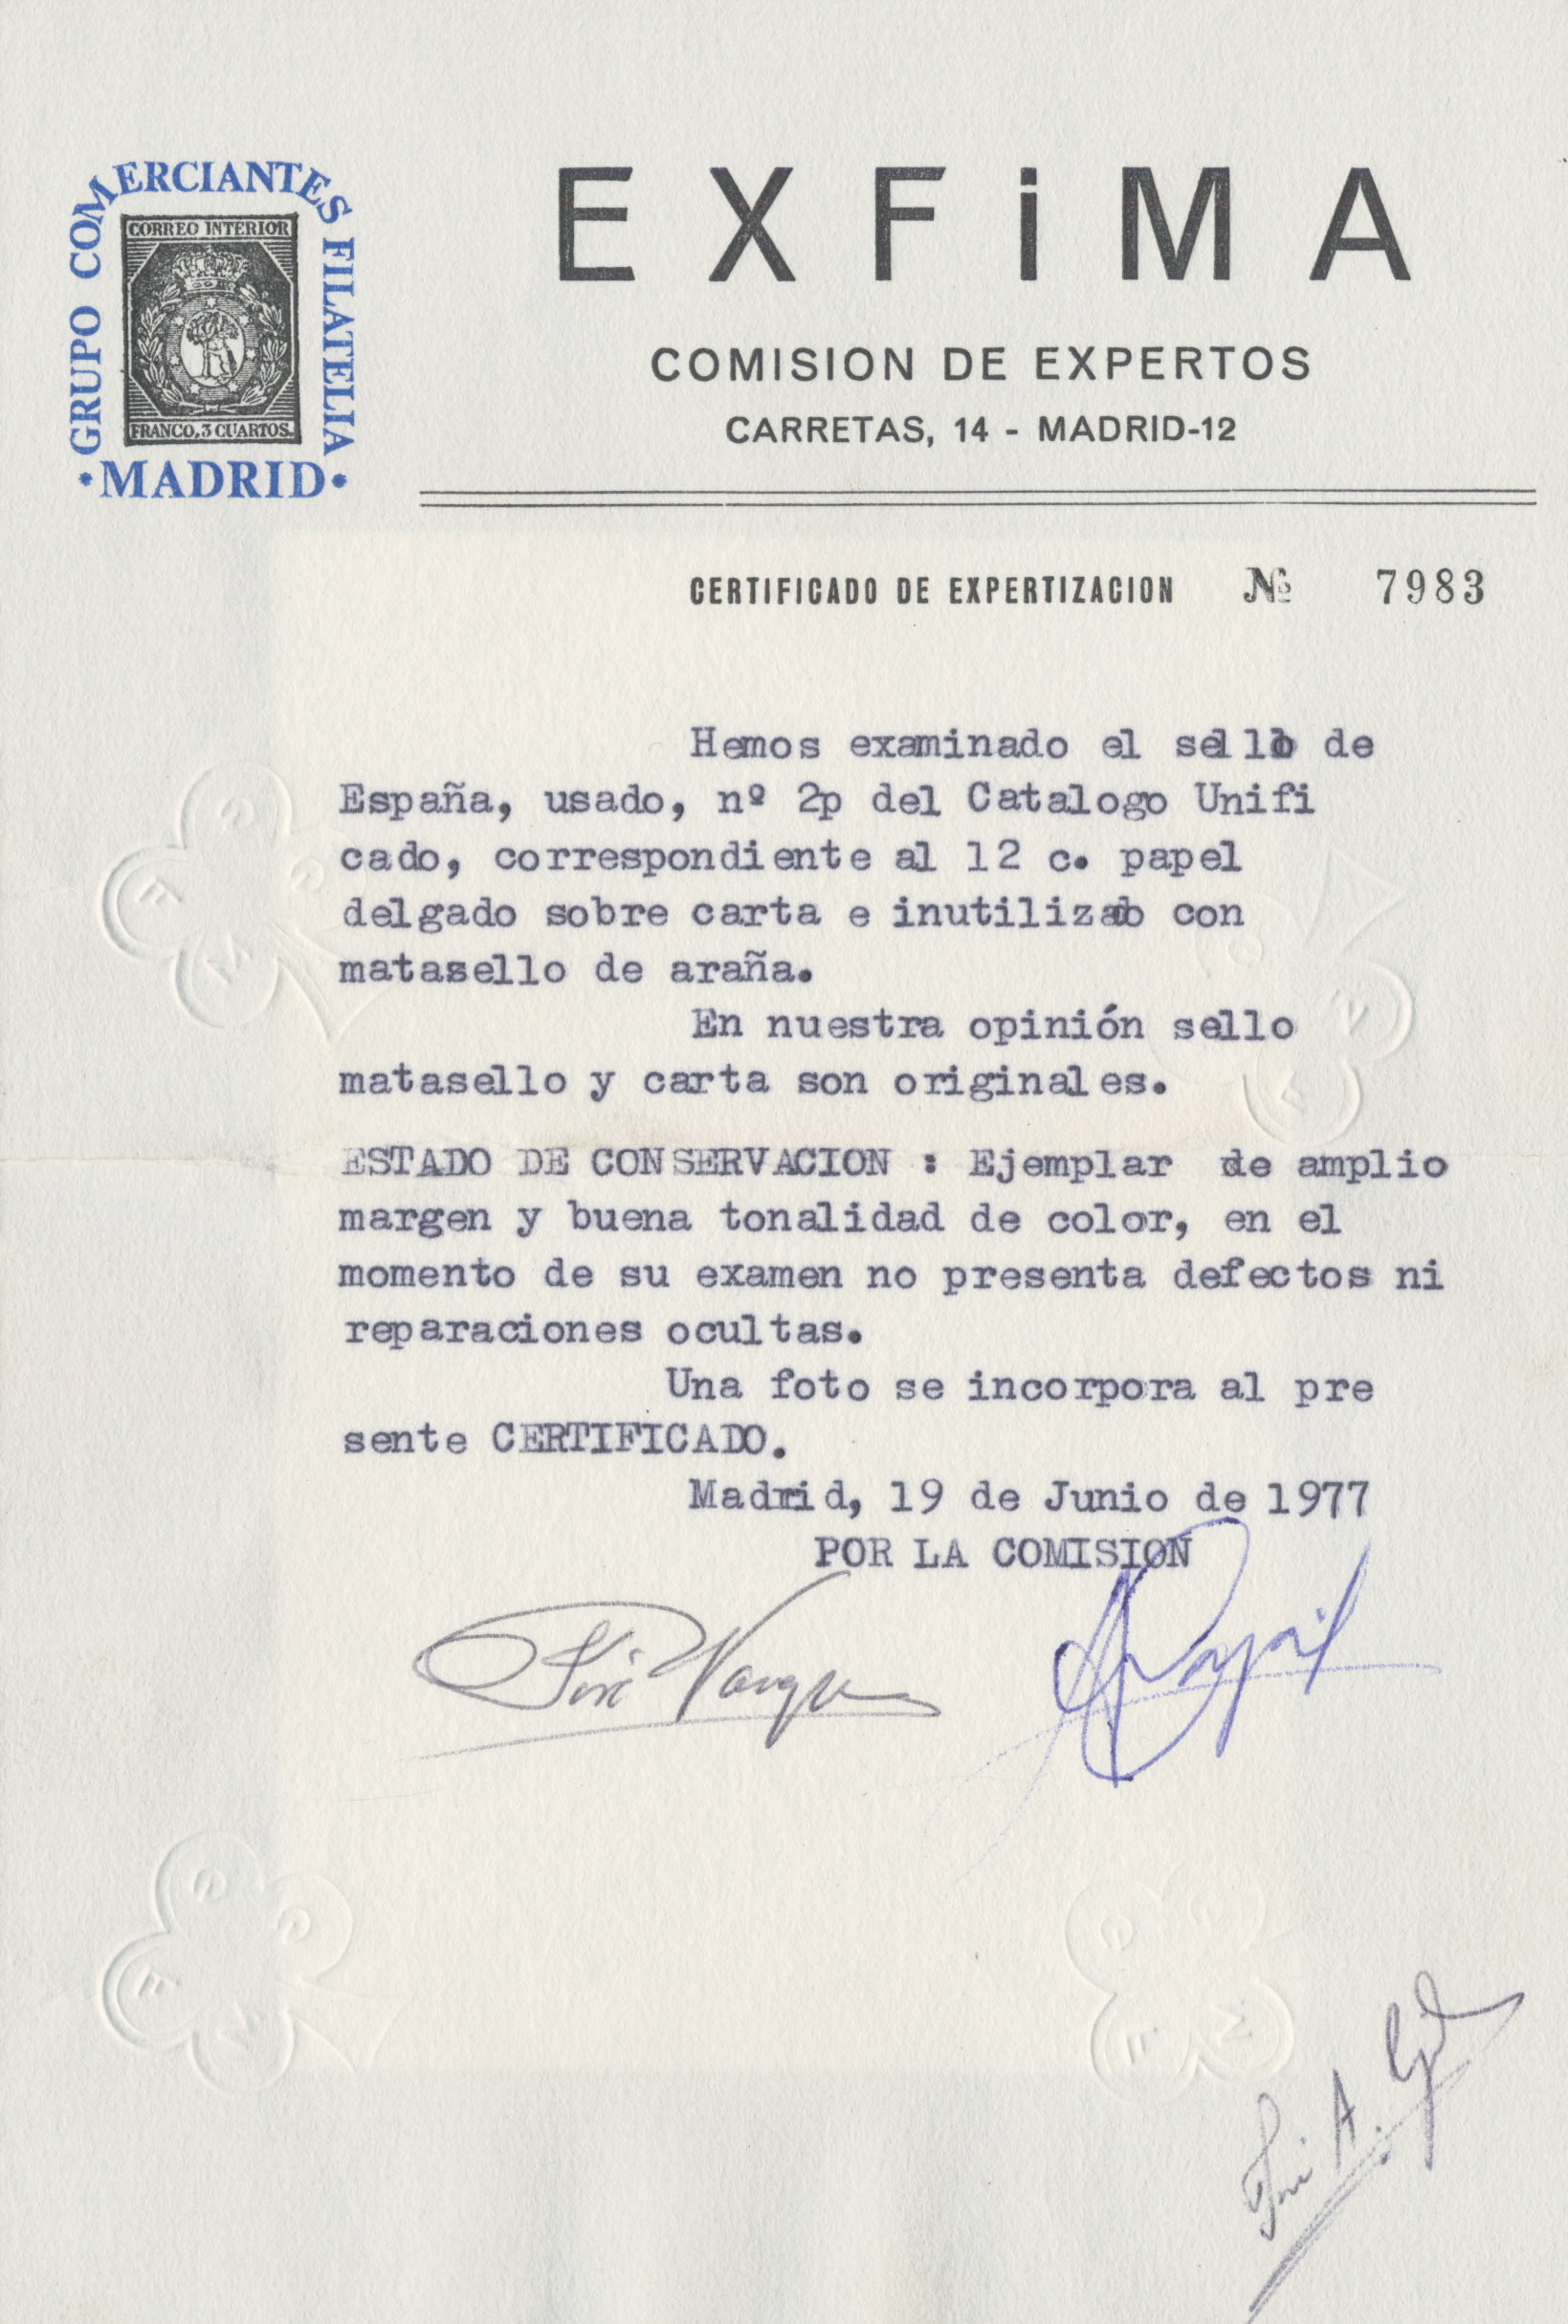 GRUPO COMERCIANTES FILATELIA
CORREO INTERIOR
FRANCO, 3 CUARTOS.
·MADRID·
EXFiMA
COMISION DE EXPERTOS
CARRETAS, 14 - MADRID-12
CERTIFICADO DE EXPERTIZACION № 7983
Hemos examinado el sello de
España, usado, nº 2p del Catalogo Unifi
cado, correspondiente al 12 c. papel
delgado sobre carta e inutilizado con
matasello de araña.
En nuestra opinión sello
matasello y carta son originales.
ESTADO DE CONSERVACION : Ejemplar de amplio
margen y buena tonalidad de color, en el
momento de su examen no presenta defectos ni
reparaciones ocultas.
Una foto se incorpora al pre
sente CERTIFICADO.
Madrid, 19 de Junio de 1977
POR LA COMISION